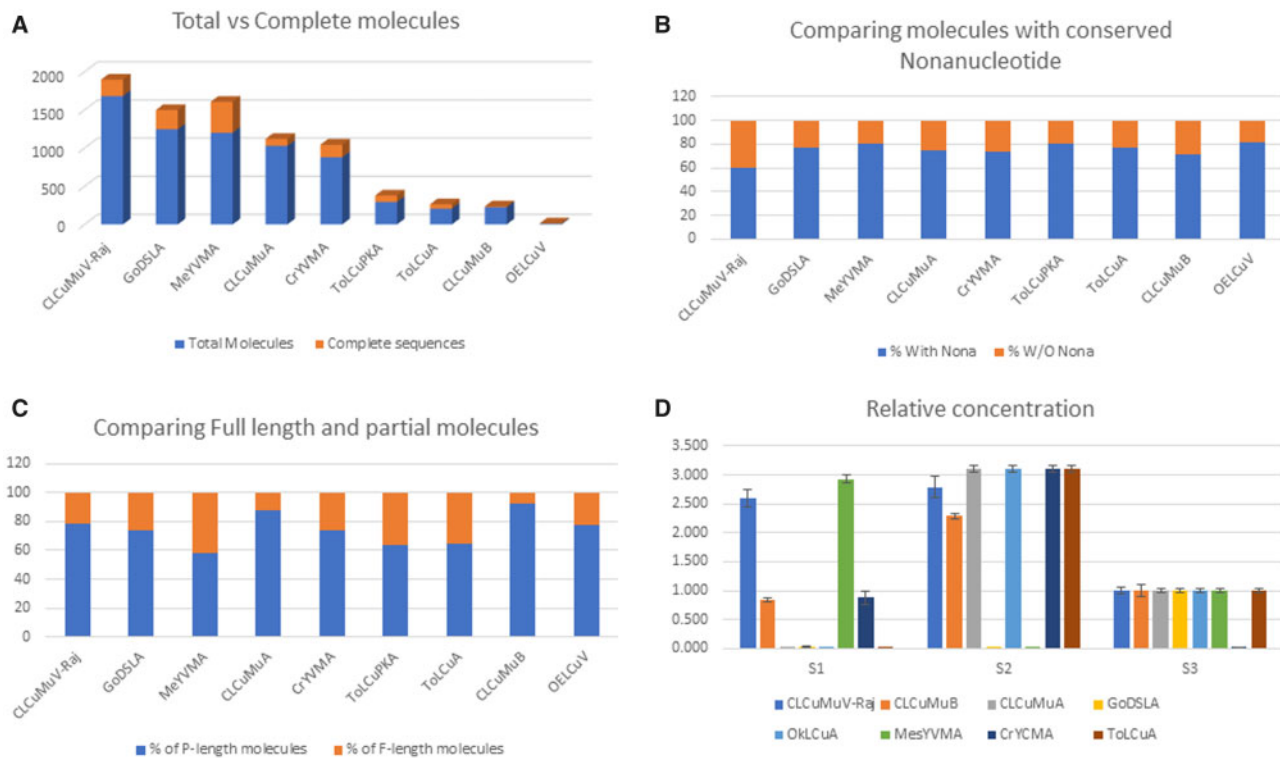 A
Total vs Complete molecules
2000
1500
1000
500
0
CLCuMuV-Raj
GoDSLA
MeYVMA
CLCuMuA
CrYVMA
ToLCuPKA
ToLCuA
CLCuMuB
OELCuV
Total Molecules
Complete sequences
B
Comparing molecules with conserved
Nonanucleotide
120
100
80
60
40
20
0
CLCuMuV-Raj
GoDSLA
MeYVMA
CLCuMuA
CrYVMA
ToLCuPKA
ToLCuA
CLCuMuB
OELCuV
% With Nona
% W/O Nona
C
Comparing Full length and partial molecules
120
100
80
60
40
20
0
CLCuMuV-Raj
GoDSLA
MeYVMA
CLCuMuA
CrYVMA
ToLCuPKA
ToLCuA
CLCuMuB
OELCuV
% of P-length molecules
% of F-length molecules
D
Relative concentration
3.500
3.000
2.500
2.000
1.500
1.000
0.500
0.000
S1
S2
S3
CLCuMuV-Raj
CLCuMuB
CLCuMuA
GoDSLA
OkLCuA
MesYVMA
CrYCMA
ToLCuA